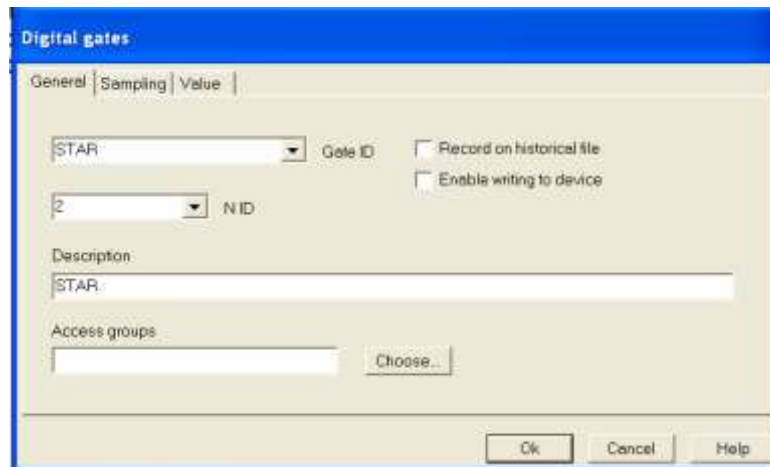 Digital gates
General Sampling Value
STAR Gate ID Record on historical file
Enable writing to device
2 N ID
Description
STAR
Access groups
Choose...
Ok Cancel Help